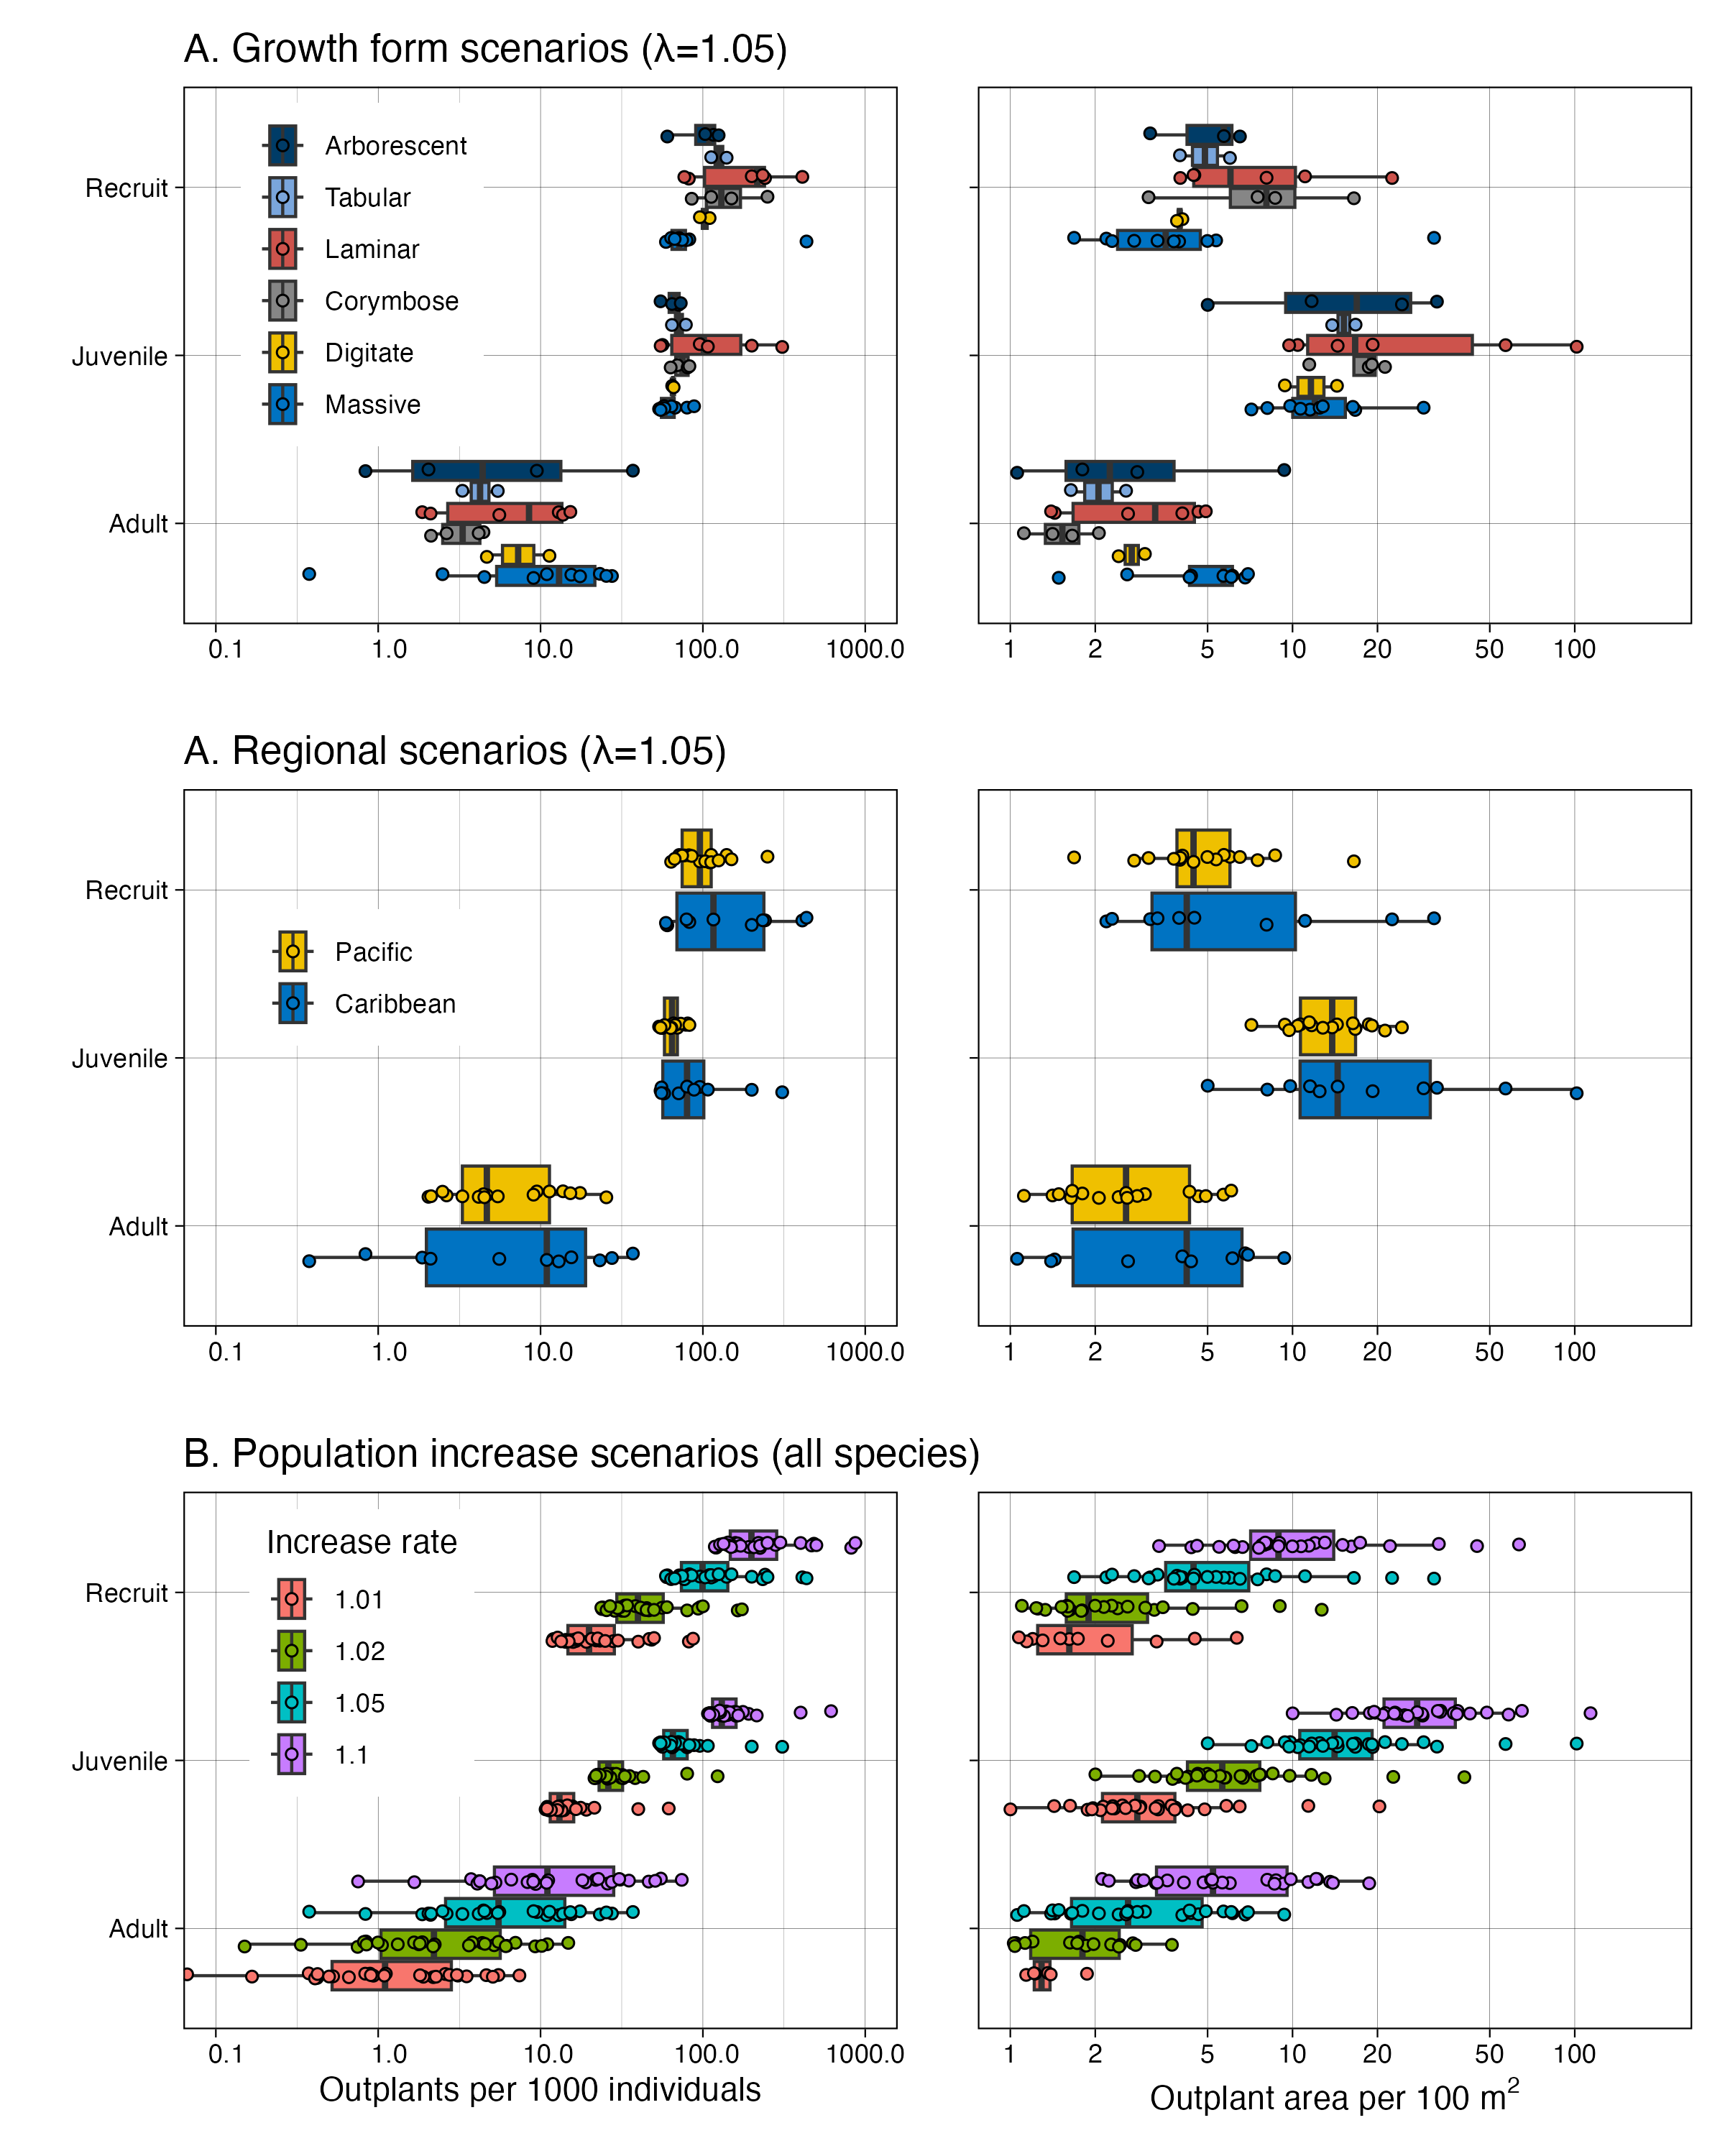 A. Growth form scenarios (λ=1.05)
Arborescent
Tabular
Laminar
Corymbose
Digitate
Massive
Recruit
Juvenile
Adult
0.1 1.0 10.0 100.0 1000.0
1 2 5 10 20 50 100
A. Regional scenarios (λ=1.05)
Pacific
Caribbean
Recruit
Juvenile
Adult
0.1 1.0 10.0 100.0 1000.0
1 2 5 10 20 50 100
B. Population increase scenarios (all species)
Increase rate
1.01
1.02
1.05
1.1
Recruit
Juvenile
Adult
0.1 1.0 10.0 100.0 1000.0
1 2 5 10 20 50 100
Outplants per 1000 individuals
Outplant area per 100 m²